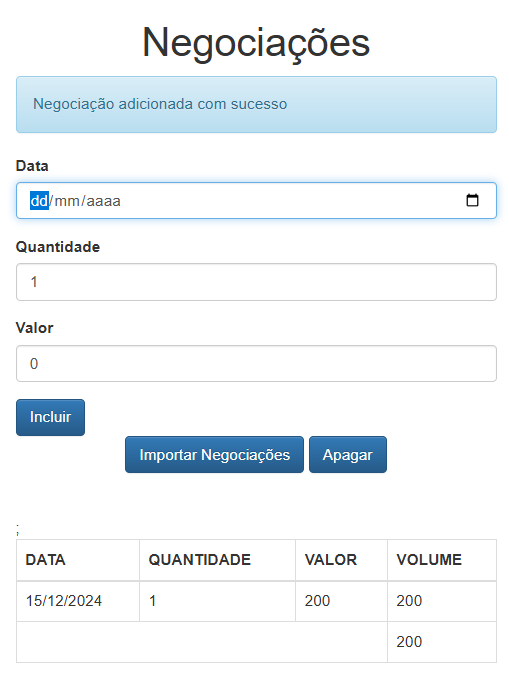 Negociações
Negociação adicionada com sucesso
Data
dd/mm/aaaa
Quantidade
1
Valor
0
Incluir
Importar Negociações Apagar
;
DATA QUANTIDADE VALOR VOLUME
15/12/2024 1 200 200
200